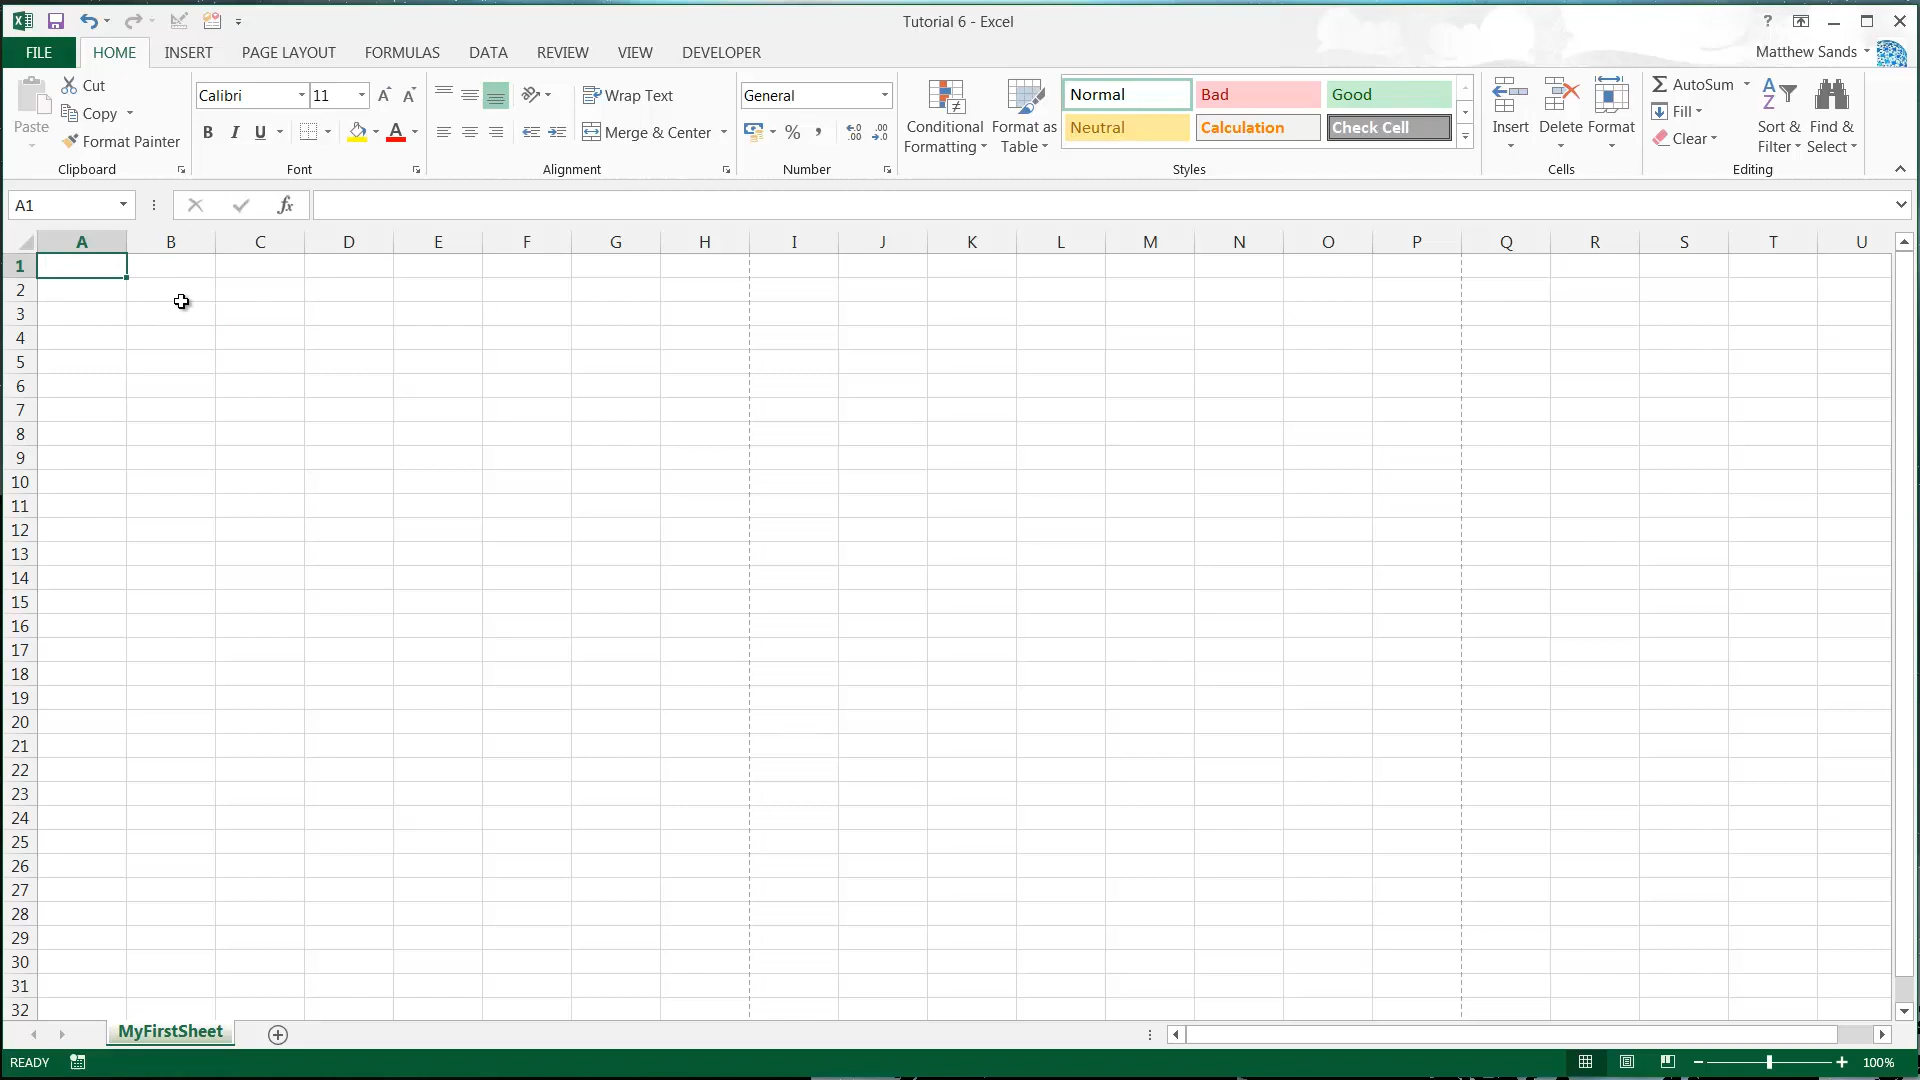 Tutorial 6 - Excel
?
FILE HOME INSERT PAGE LAYOUT FORMULAS DATA REVIEW VIEW DEVELOPER Matthew Sands
Paste
Cut
Copy
Format Painter
Clipboard
Calibri 11 A A
B I U A
Font
Wrap Text
Merge & Center
Alignment
General
% , .00 .00
Number
Conditional Formatting
Format as Table
Normal Bad Good
Neutral Calculation Check Cell
Styles
Insert Delete Format
Cells
Σ AutoSum
Fill
Clear
Sort & Filter
Find & Select
Editing
A1 fx
A B C D E F G H I J K L M N O P Q R S T U
1
2
3
4
5
6
7
8
9
10
11
12
13
14
15
16
17
18
19
20
21
22
23
24
25
26
27
28
29
30
31
32
MyFirstSheet
READY 100%